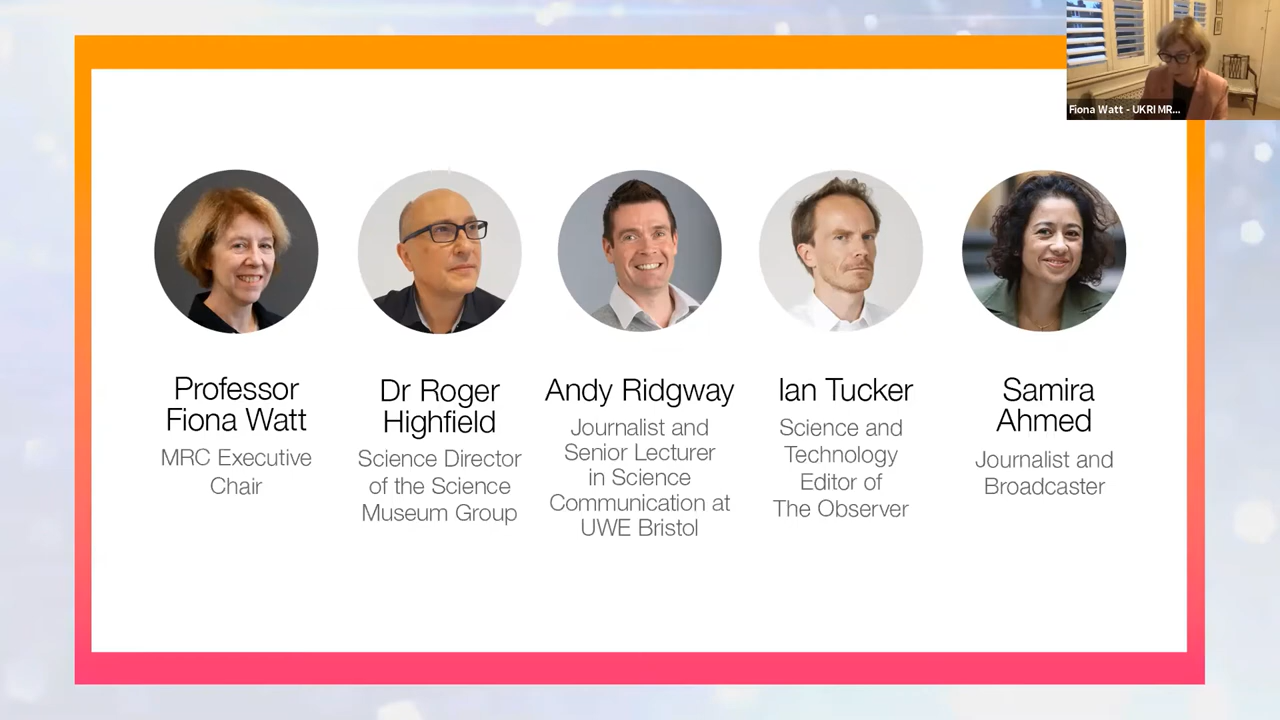 Fiona Watt - UKRI MR...
Professor
Fiona Watt
MRC Executive
Chair
Dr Roger
Highfield
Science Director
of the Science
Museum Group
Andy Ridgway
Journalist and
Senior Lecturer
in Science
Communication at
UWE Bristol
Ian Tucker
Science and
Technology
Editor of
The Observer
Samira
Ahmed
Journalist and
Broadcaster